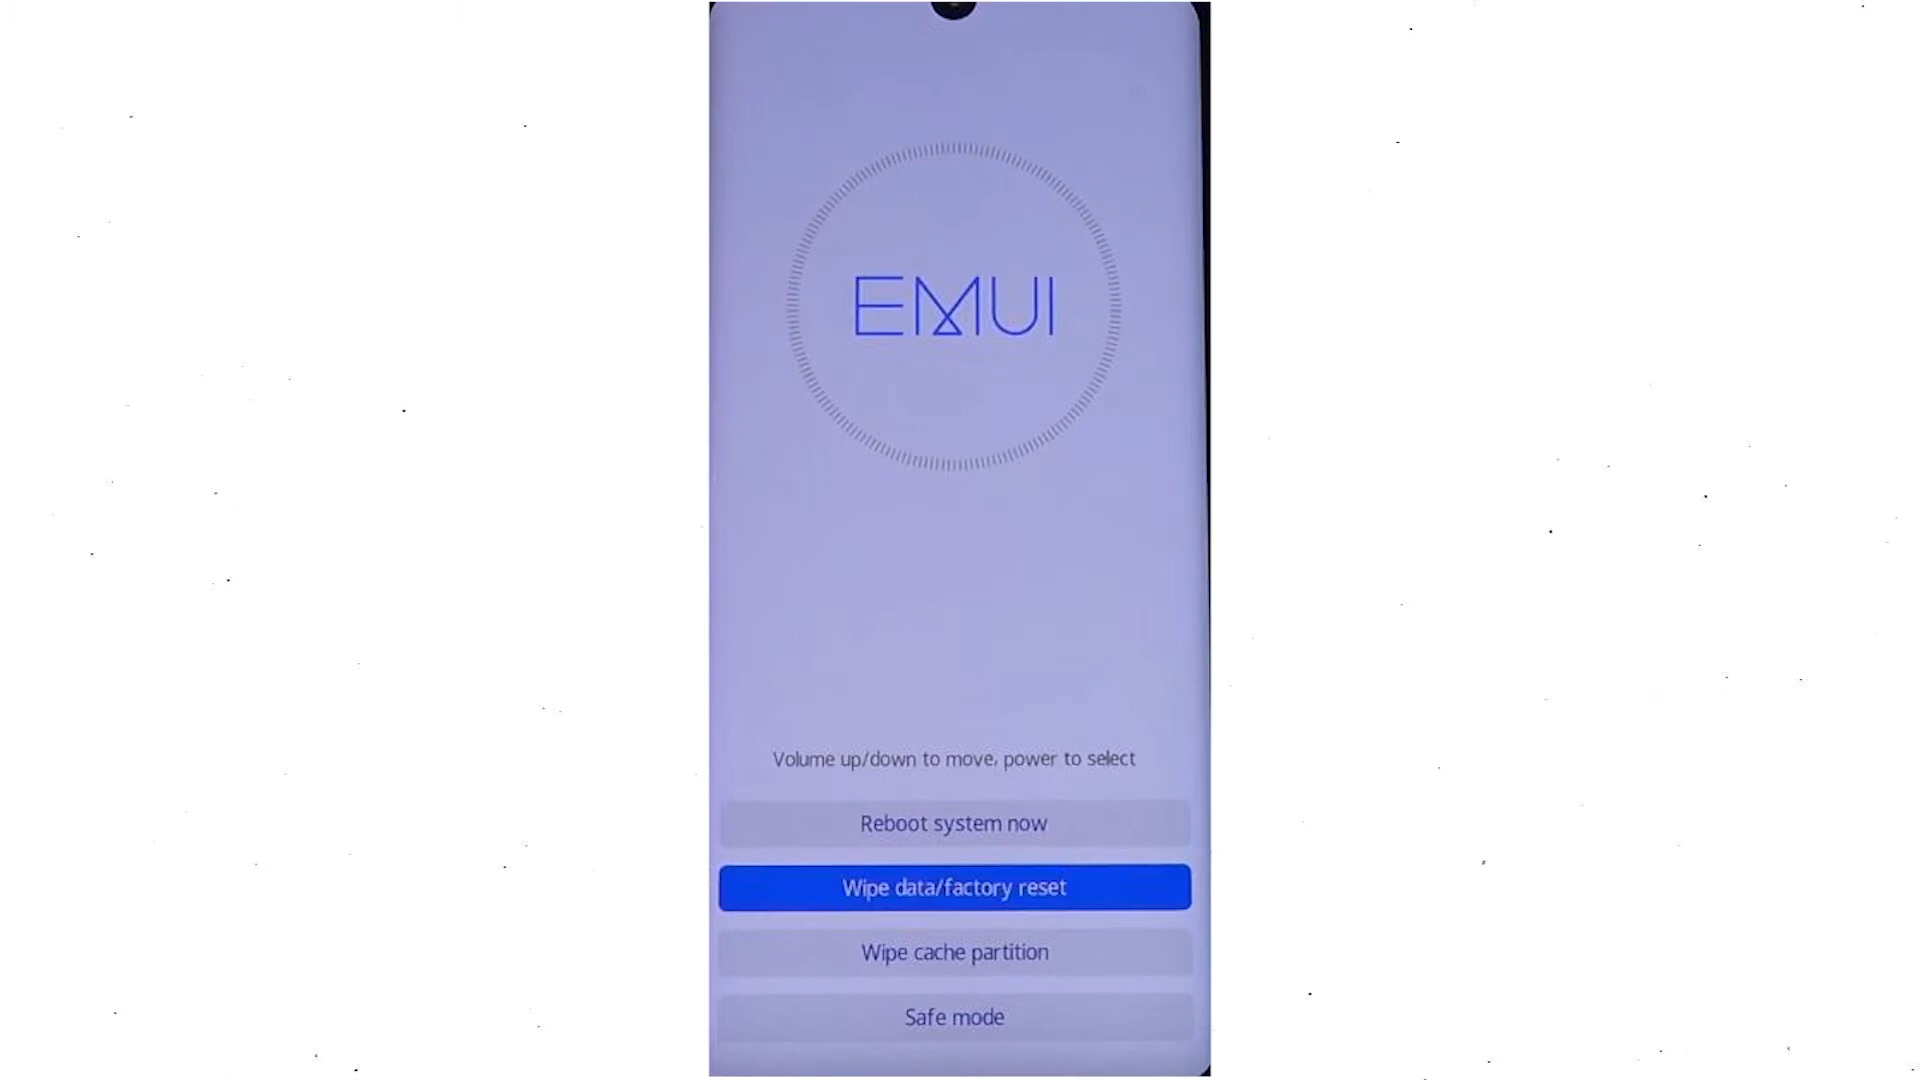 EMUI
Volume up/down to move, power to select
Reboot system now
Wipe data/factory reset
Wipe cache partition
Safe mode